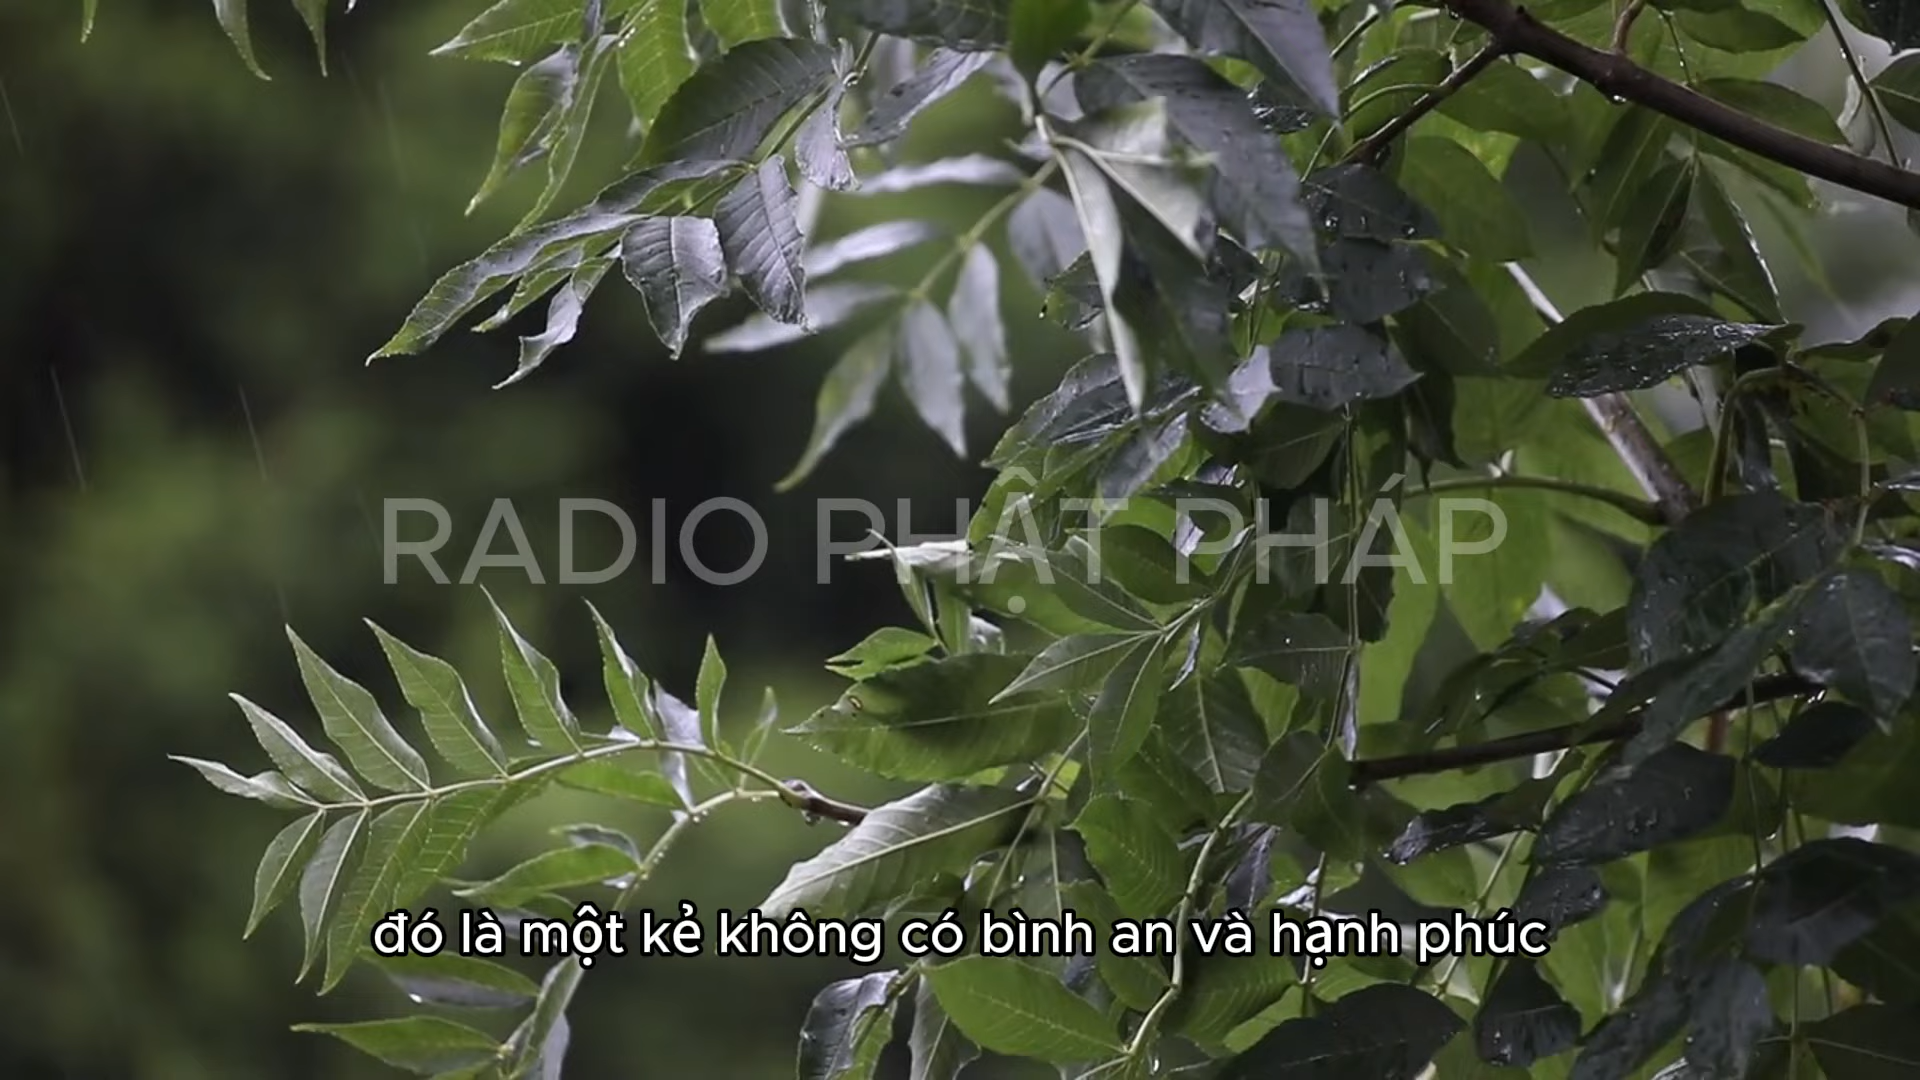 RADIO PHẬT PHÁP
đó là một kẻ không có bình an và hạnh phúc